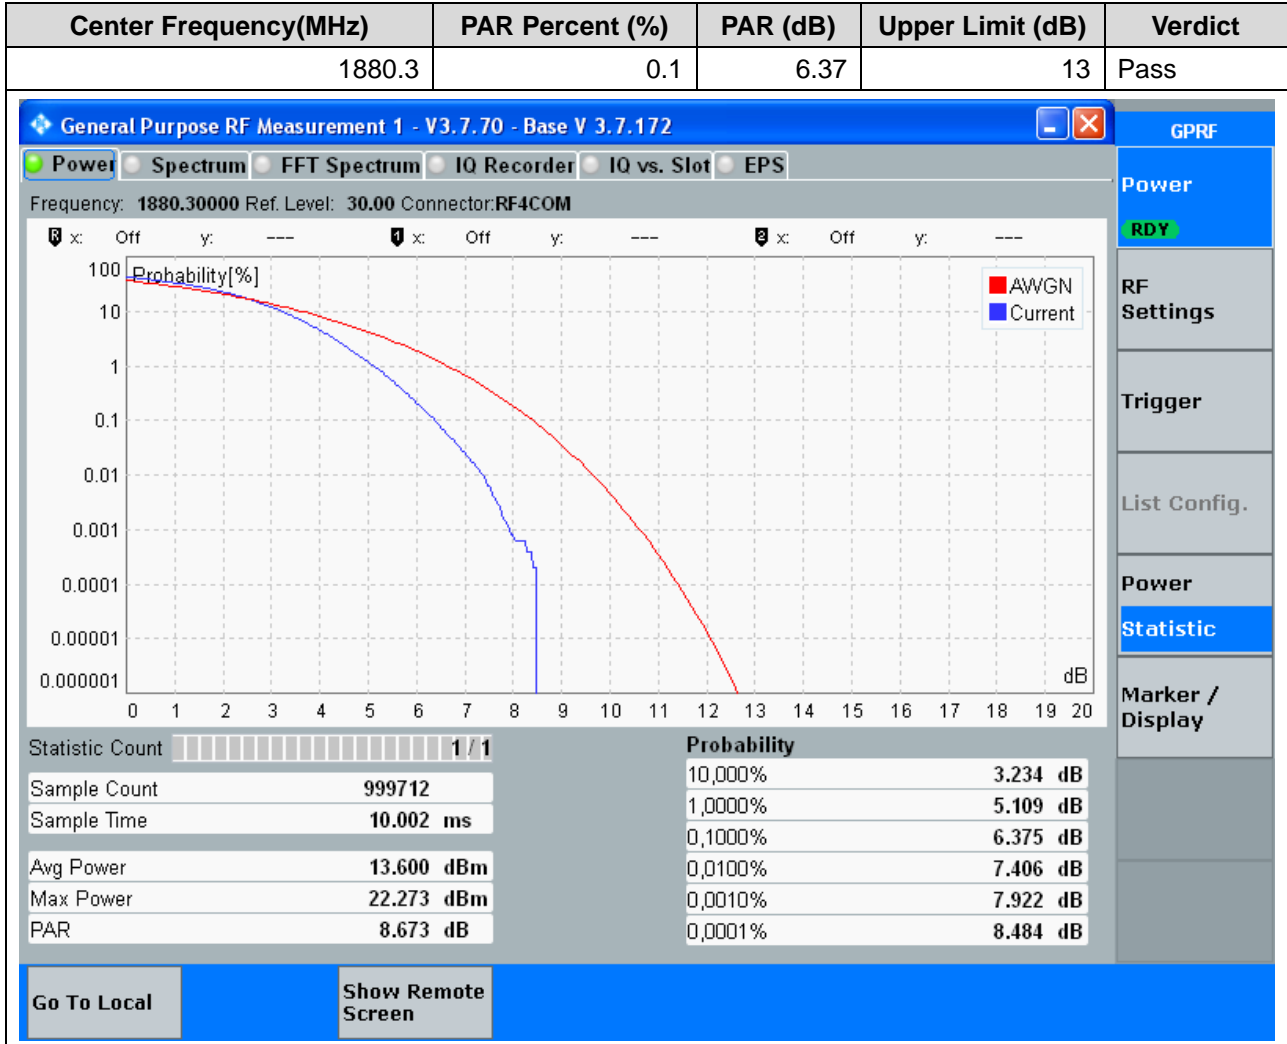 Center Frequency(MHz) PAR Percent (%) PAR (dB) Upper Limit (dB) Verdict
1880.3 0.1 6.37 13 Pass
General Purpose RF Measurement 1 - V3.7.70 - Base V 3.7.172
GPRF
Power Spectrum FFT Spectrum IQ Recorder IQ vs. Slot EPS
Power
RDY
Frequency: 1880.30000 Ref. Level: 30.00 Connector:RF4COM
R x: Off y: --- 1 x: Off y: --- 2 x: Off y: ---
Probability[%]
AWGN
Current
100
10
1
0.1
0.01
0.001
0.0001
0.00001
0.000001
dB
0 1 2 3 4 5 6 7 8 9 10 11 12 13 14 15 16 17 18 19 20
RF
Settings
Trigger
List Config.
Power
Statistic
Marker /
Display
Statistic Count 1 / 1
Sample Count 999712
Sample Time 10.002 ms
Avg Power 13.600 dBm
Max Power 22.273 dBm
PAR 8.673 dB
Probability
10,000% 3.234 dB
1,0000% 5.109 dB
0,1000% 6.375 dB
0,0100% 7.406 dB
0,0010% 7.922 dB
0,0001% 8.484 dB
Go To Local
Show Remote
Screen